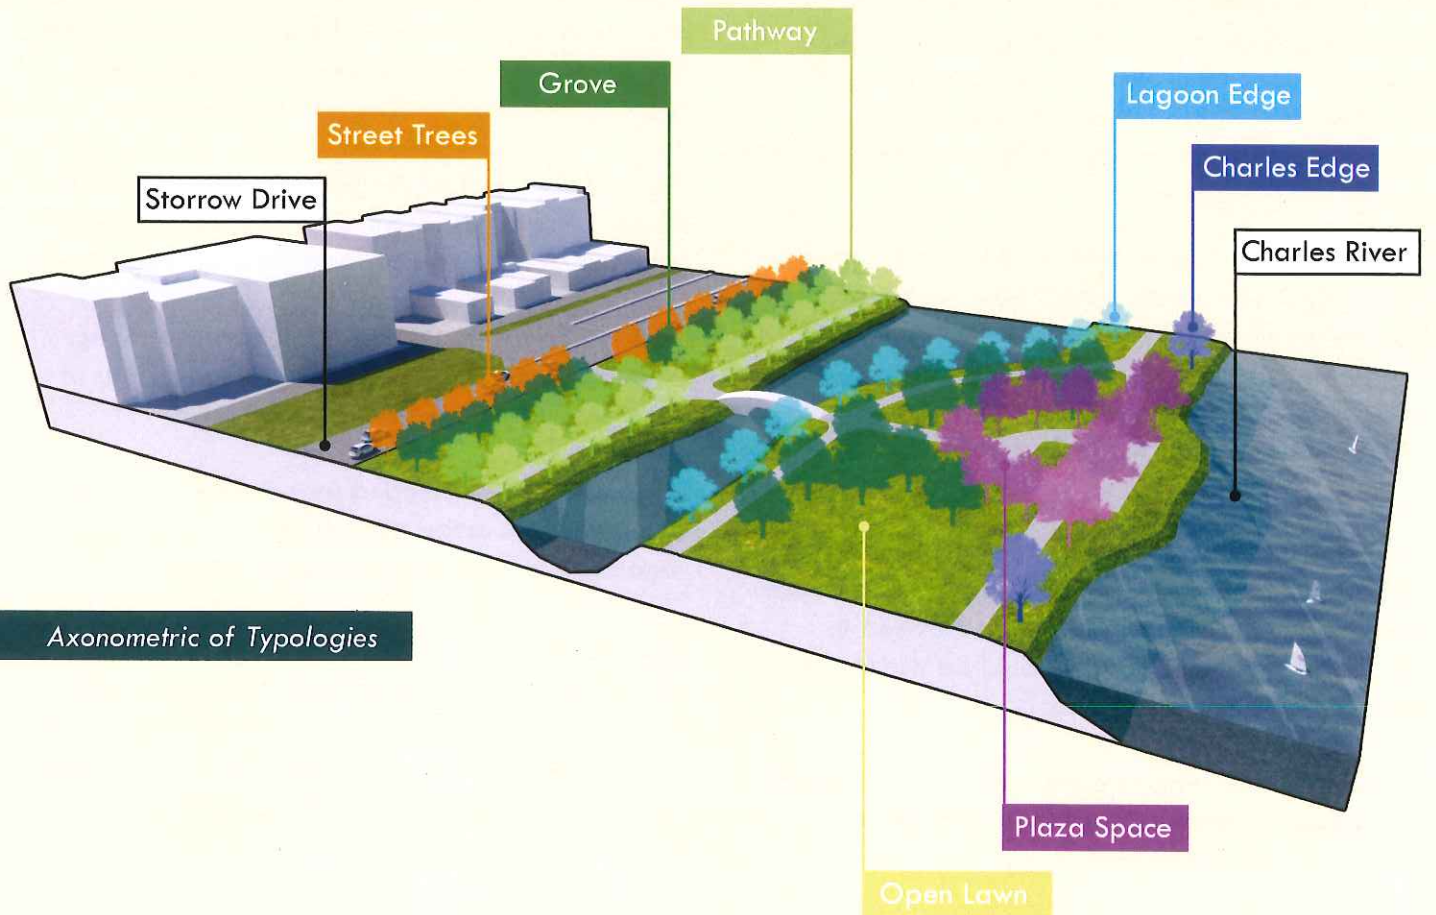 Pathway
Grove
Lagoon Edge
Street Trees
Charles Edge
Storrow Drive
Charles River
Axonometric of Typologies
Plaza Space
Open Lawn